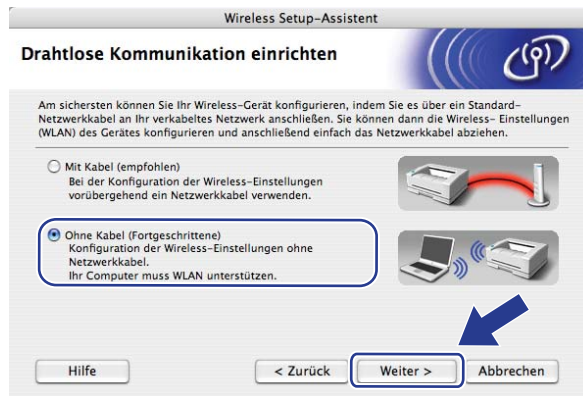 Wireless Setup-Assistent
Drahtlose Kommunikation einrichten
Am sichersten können Sie Ihr Wireless-Gerät konfigurieren, indem Sie es über ein Standard-
Netzwerkkabel an Ihr verkabeltes Netzwerk anschließen. Sie können dann die Wireless- Einstellungen
(WLAN) des Gerätes konfigurieren und anschließend einfach das Netzwerkkabel abziehen.
Mit Kabel (empfohlen)
Bei der Konfiguration der Wireless-Einstellungen
vorübergehend ein Netzwerkkabel verwenden.
Ohne Kabel (Fortgeschrittene)
Konfiguration der Wireless-Einstellungen ohne
Netzwerkkabel.
Ihr Computer muss WLAN unterstützen.
Hilfe < Zurück Weiter > Abbrechen